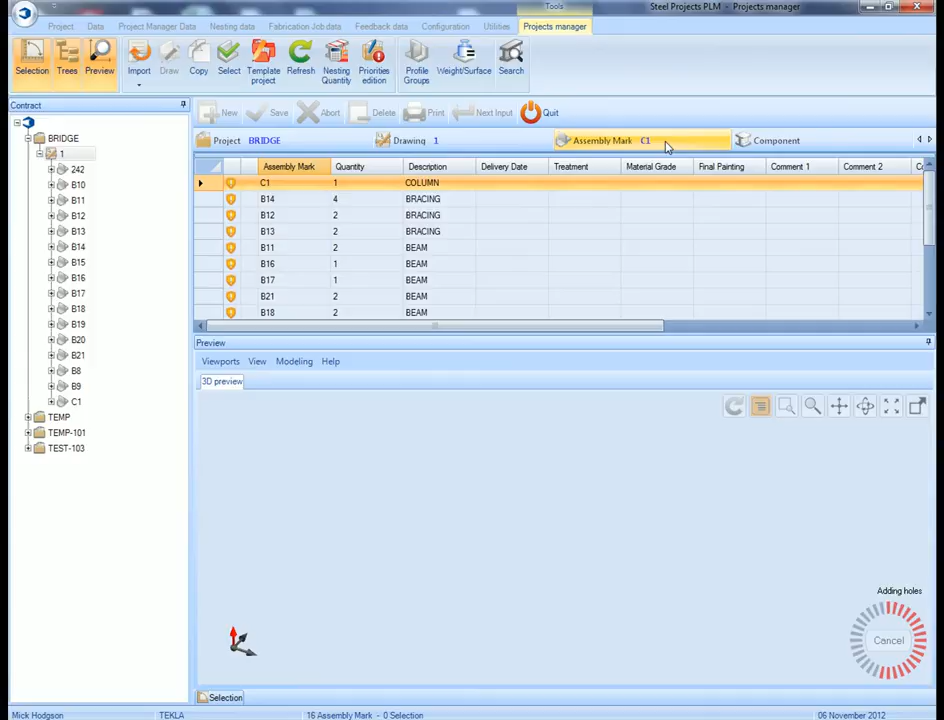 Tools
Steel Projects PLM - Projects manager
Project Data Project Manager Data Nesting data Fabrication Job data Feedback data Configuration Utilities Projects manager
Selection Trees Preview Import Draw Copy Select Template project Refresh Nesting Quantity Priorities edition Profile Groups Weight/Surface Search
Contract
New Save Abort Delete Print Next Input Quit
Project BRIDGE Drawing 1 Assembly Mark C1 Component
BRIDGE
1
242
B10
B11
B12
B13
B14
B15
B16
B17
B18
B19
B20
B21
B8
B9
C1
TEMP
TEMP-101
TEST-103
Assembly Mark Quantity Description Delivery Date Treatment Material Grade Final Painting Comment 1 Comment 2 Co
C1 1 COLUMN
B14 4 BRACING
B12 2 BRACING
B13 2 BRACING
B11 2 BEAM
B16 1 BEAM
B17 1 BEAM
B21 2 BEAM
B18 2 BEAM
Preview
Viewports View Modeling Help
3D preview
Adding holes
Cancel
Selection
Mick Hodgson TEKLA 16 Assembly Mark - 0 Selection 06 November 2012